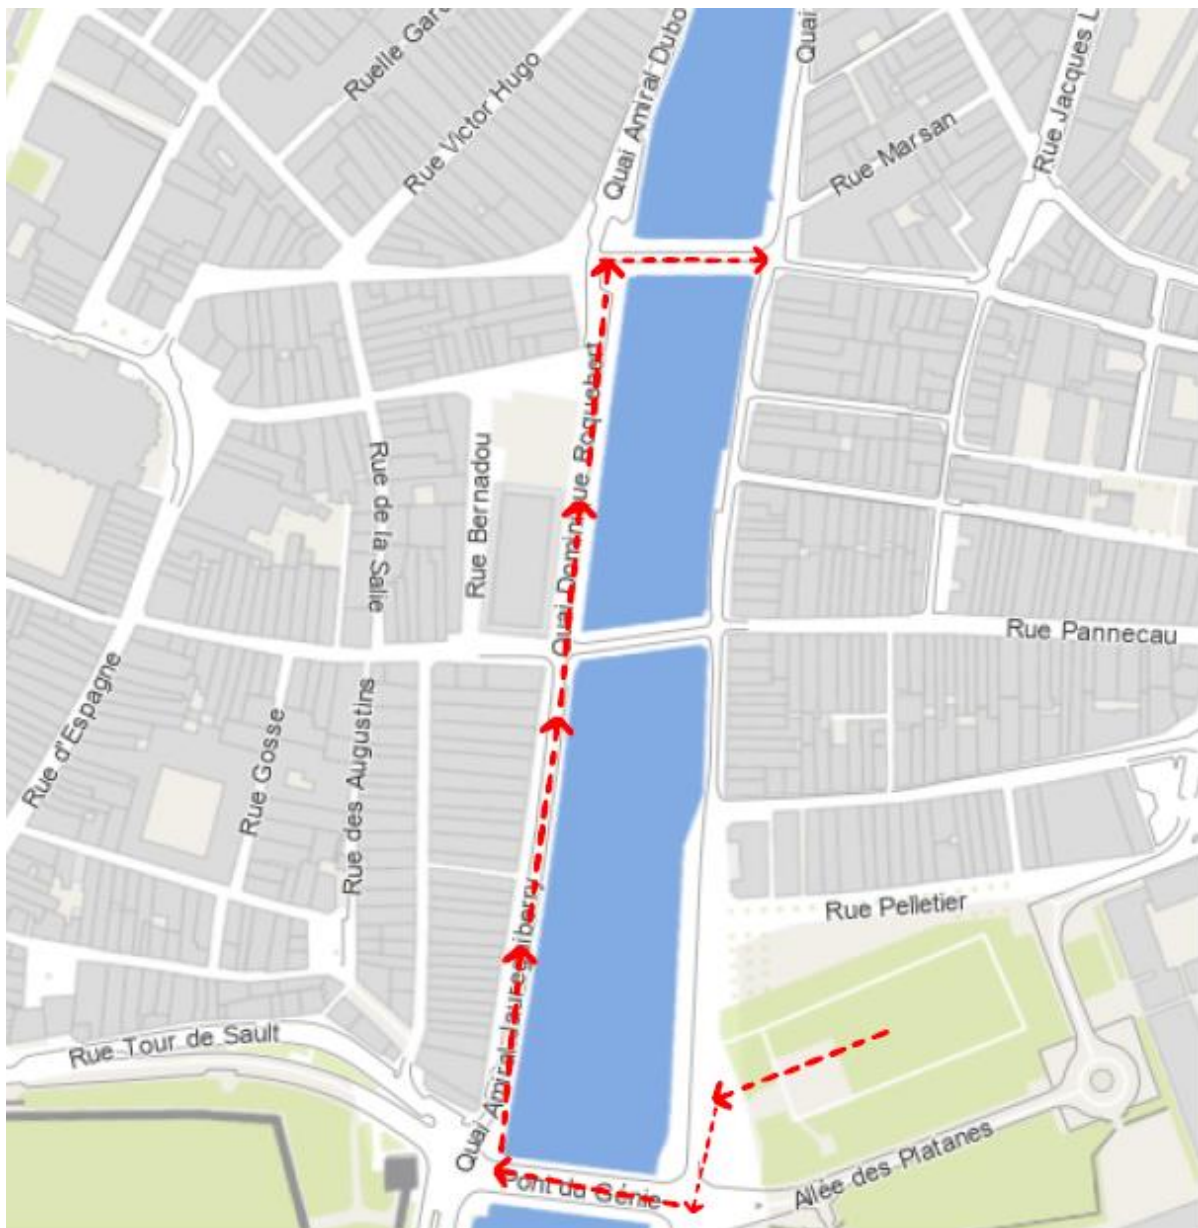 Ruelle Gar
Rue Victor Hugo
Quai Amiral Dubo
Quai
Rue Marsan
Rue Jacques L
Quai Dominique Roquebert
Rue de la Salie
Rue Bernadou
Rue Pannecau
Rue d'Espagne
Rue Gosse
Rue des Augustins
Quai Amiral Jaureguiberry
Rue Pelletier
Rue Tour de Sault
Pont du Génie
Allée des Platanes